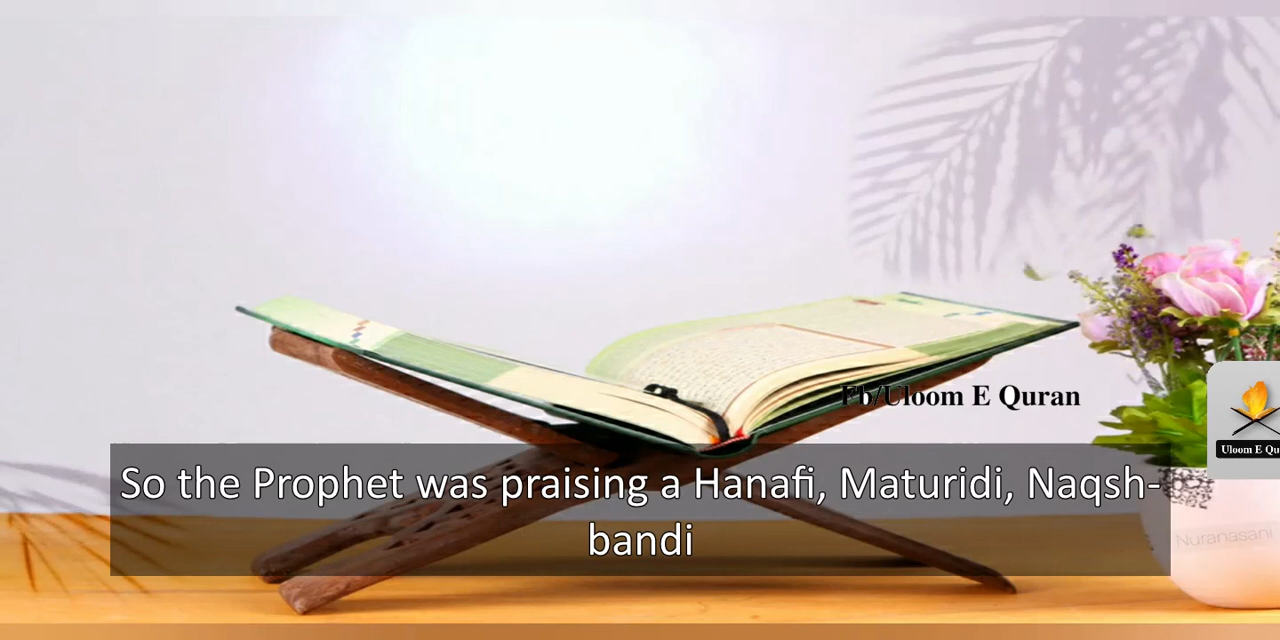 Fb/Uloom E Quran
Uloom E Qu
So the Prophet was praising a Hanafi, Maturidi, Naqsh-
bandi
Nuranasani